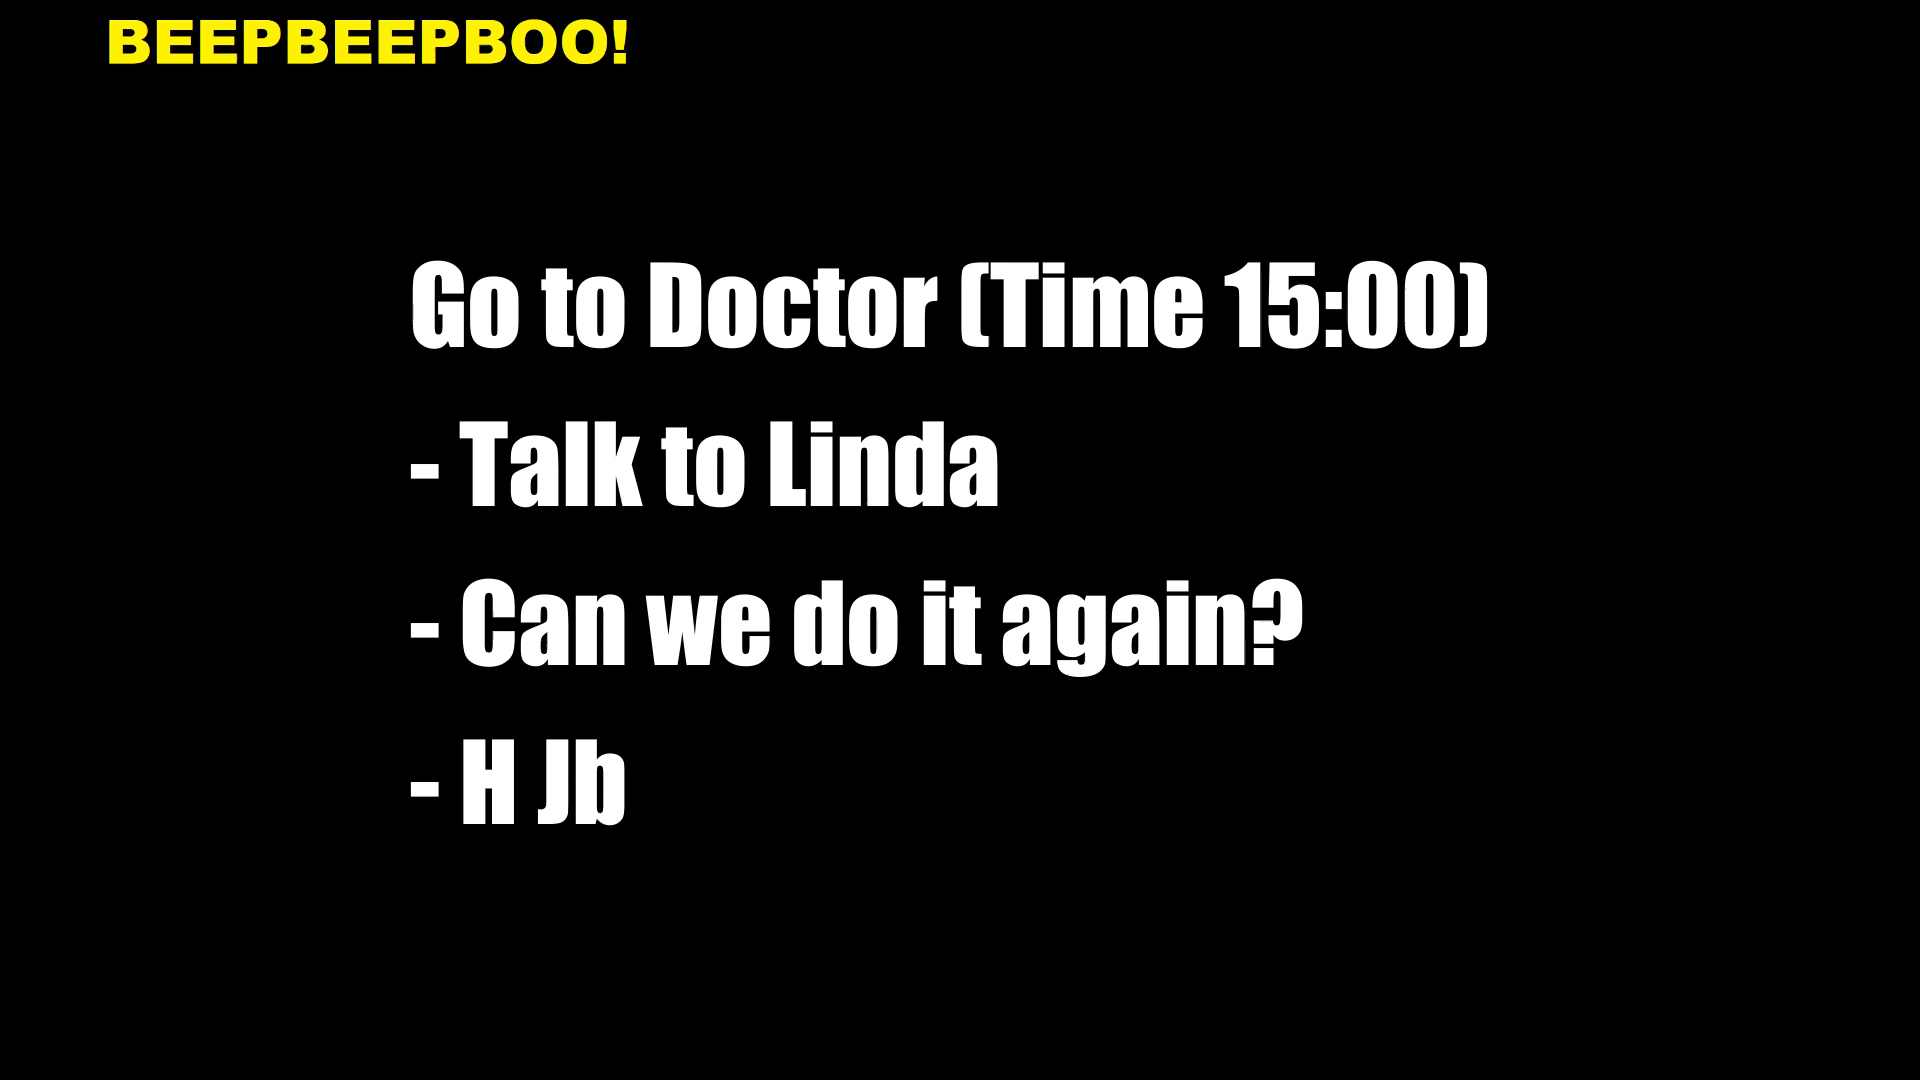 BEEPBEEPBOO!
Go to Doctor (Time 15:00)
- Talk to Linda
- Can we do it again?
- H Jb